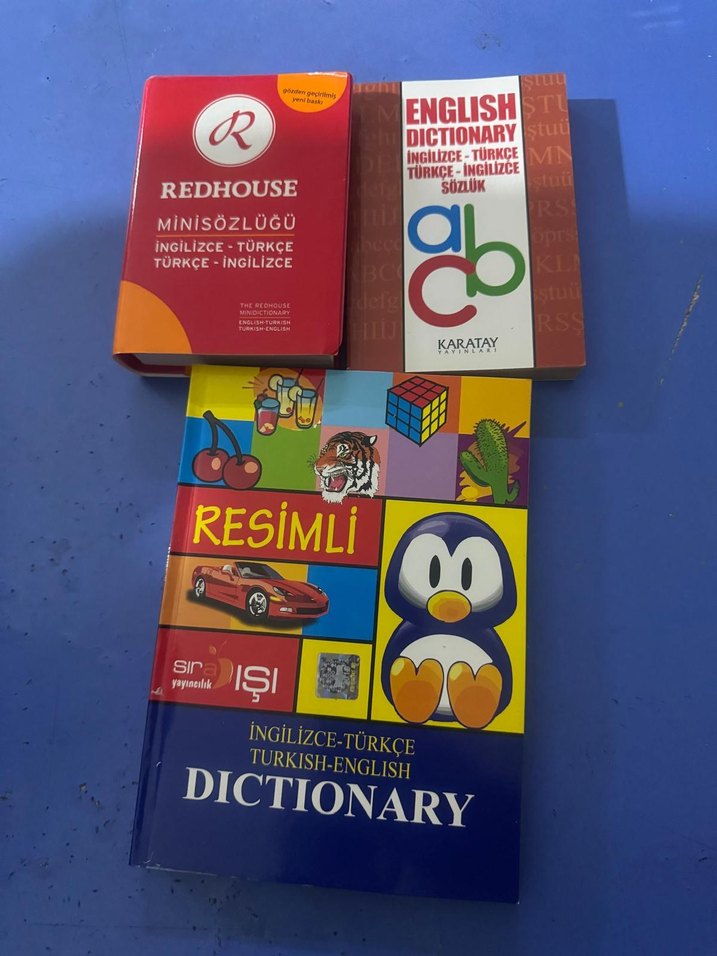 gözden geçirilmiş
yeni baskı
R
REDHOUSE
MİNİSÖZLÜĞÜ
İNGİLİZCE - TÜRKÇE
TÜRKÇE - İNGİLİZCE
THE REDHOUSE
MINIDICTIONARY
ENGLISH-TURKISH
TURKISH-ENGLISH
ENGLISH
DICTIONARY
İNGİLİZCE - TÜRKÇE
TÜRKÇE - İNGİLİZCE
SÖZLÜK
abc
KARATAY
YAYINLARI
RESİMLİ
sıra IŞI
yayıncılık
İNGİLİZCE-TÜRKÇE
TURKISH-ENGLISH
DICTIONARY